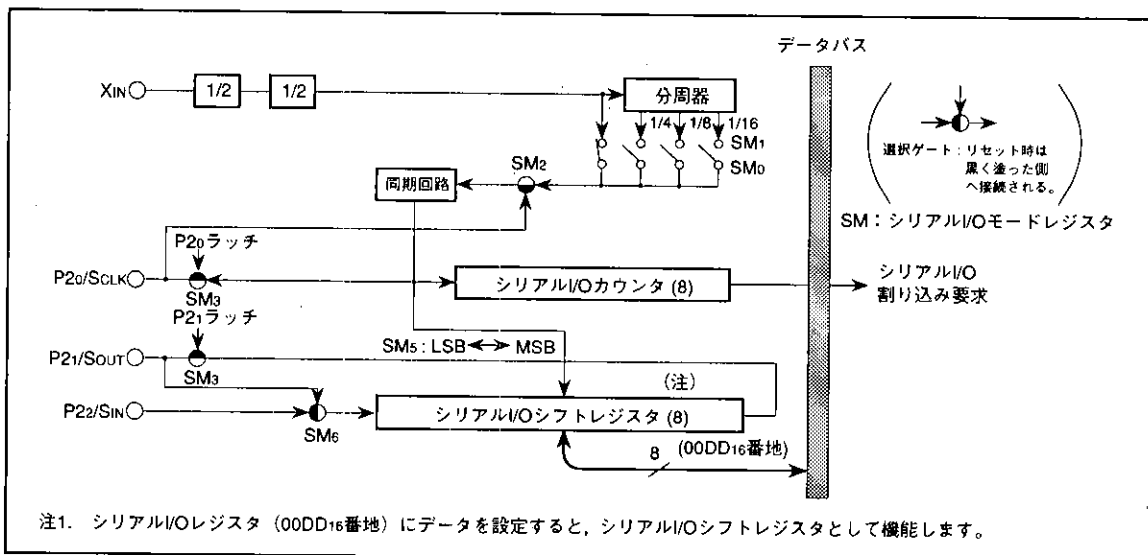 データバス
XIN
1/2
1/2
分周器
1/4
1/8
1/16
SM1
SM0
選択ゲート：リセット時は
黒く塗った側
へ接続される。
SM2
同期回路
SM：シリアルI/Oモードレジスタ
P20ラッチ
P20/SCLK
SM3
シリアルI/Oカウンタ (8)
シリアルI/O
割り込み要求
P21ラッチ
SM5：LSB ↔ MSB
P21/SOUT
SM3
（注）
P22/SIN
シリアルI/Oシフトレジスタ (8)
SM6
8
(00DD16番地)
注1. シリアルI/Oレジスタ（00DD16番地）にデータを設定すると，シリアルI/Oシフトレジスタとして機能します。